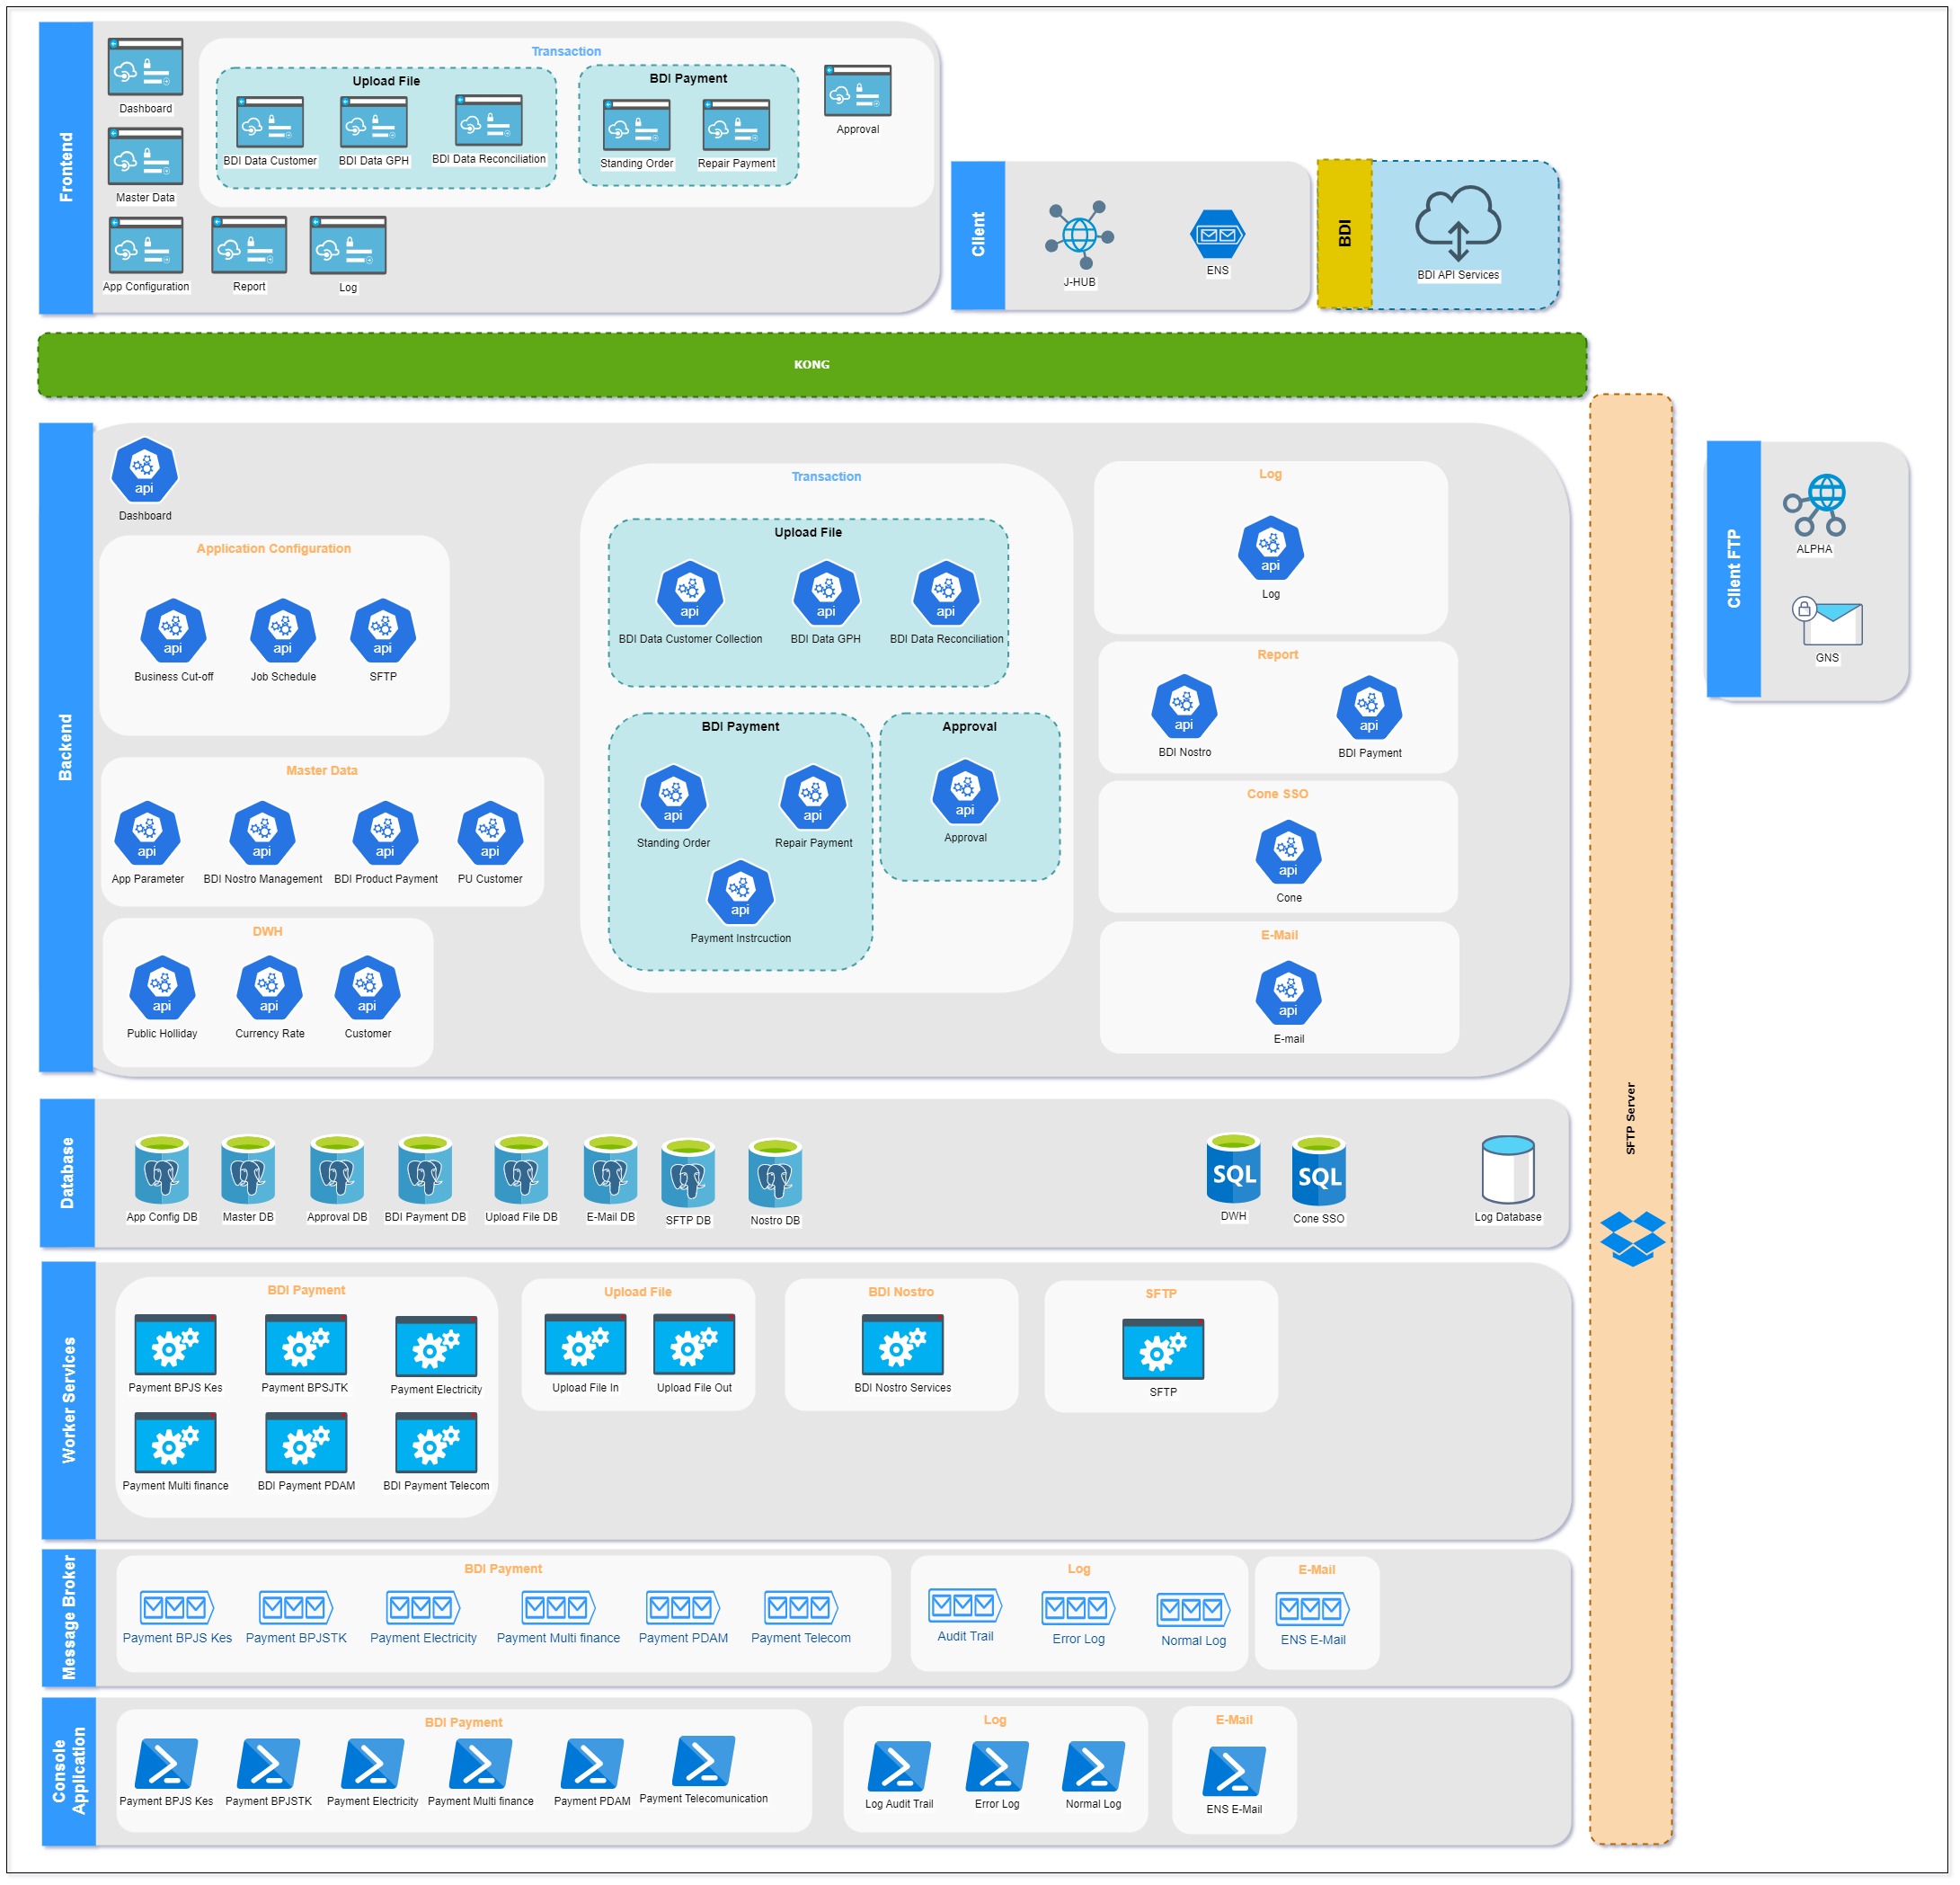 Frontend
Dashboard
Master Data
App Configuration
Report
Log
Transaction
Upload File
BDI Data Customer
BDI Data GPH
BDI Data Reconciliation
BDI Payment
Standing Order
Repair Payment
Approval
Client
J-HUB
ENS
BDI
BDI API Services
KONG
Backend
api
Dashboard
Application Configuration
api
api
api
Business Cut-off
Job Schedule
SFTP
Master Data
api
api
api
api
App Parameter
BDI Nostro Management
BDI Product Payment
PU Customer
DWH
api
api
api
Public Holliday
Currency Rate
Customer
Transaction
Upload File
api
api
api
BDI Data Customer Collection
BDI Data GPH
BDI Data Reconciliation
BDI Payment
api
api
Standing Order
Repair Payment
api
Payment Instrcuction
Approval
api
Approval
Log
api
Log
Report
api
api
BDI Nostro
BDI Payment
Cone SSO
api
Cone
E-Mail
api
E-mail
SFTP Server
Client FTP
ALPHA
GNS
Database
App Config DB
Master DB
Approval DB
BDI Payment DB
Upload File DB
E-Mail DB
SFTP DB
Nostro DB
SQL
DWH
SQL
Cone SSO
Log Database
Worker Services
BDI Payment
Payment BPJS Kes
Payment BPSJTK
Payment Electricity
Payment Multi finance
BDI Payment PDAM
BDI Payment Telecom
Upload File
Upload File In
Upload File Out
BDI Nostro
BDI Nostro Services
SFTP
SFTP
Message Broker
BDI Payment
Payment BPJS Kes
Payment BPJSTK
Payment Electricity
Payment Multi finance
Payment PDAM
Payment Telecom
Log
Audit Trail
Error Log
Normal Log
E-Mail
ENS E-Mail
Console
Application
BDI Payment
Payment BPJS Kes
Payment BPJSTK
Payment Electricity
Payment Multi finance
Payment PDAM
Payment Telecomunication
Log
Log Audit Trail
Error Log
Normal Log
E-Mail
ENS E-Mail